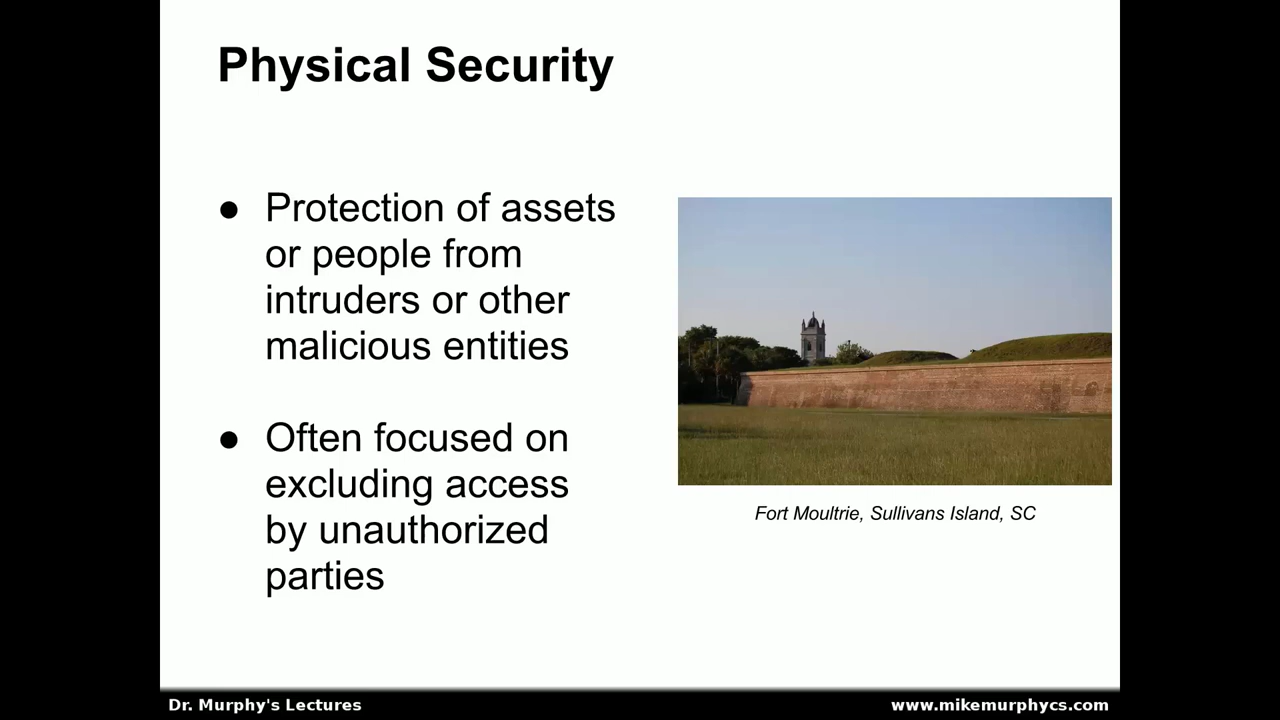 Physical Security
● Protection of assets
or people from
intruders or other
malicious entities
● Often focused on
excluding access
by unauthorized
parties
Fort Moultrie, Sullivans Island, SC
Dr. Murphy's Lectures
www.mikemurphycs.com